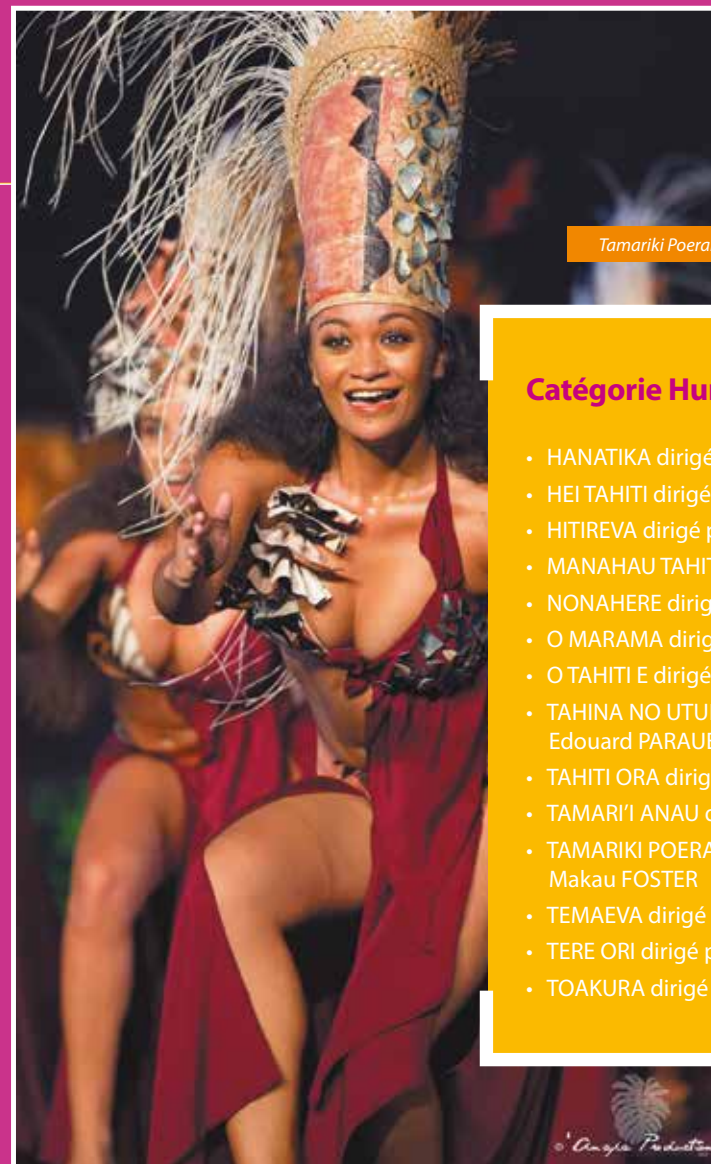 Tamariki Poera
Catégorie Hu
• HANATIKA dirigé
• HEI TAHITI dirigé
• HITIREVA dirigé p
• MANAHAU TAHIT
• NONAHERE dirig
• O MARAMA dirig
• O TAHITI E dirigé
• TAHINA NO UTU
Edouard PARAUE
• TAHITI ORA dirig
• TAMARI'I ANAU d
• TAMARIKI POERA
Makau FOSTER
• TEMAEVA dirigé
• TERE ORI dirigé p
• TOAKURA dirigé
Anapa Production